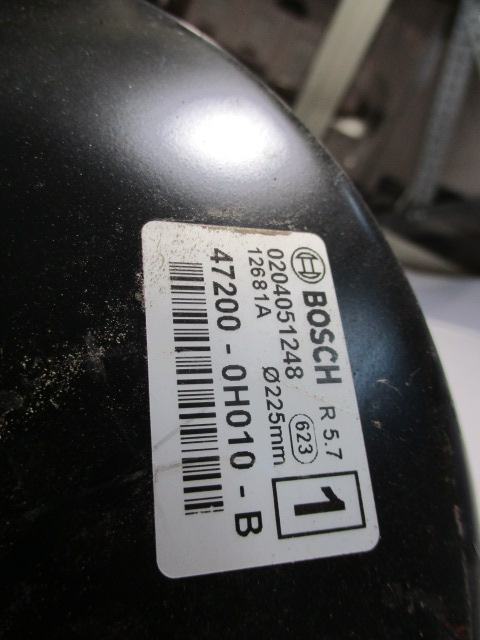 BOSCH R 5.7
0204051248 623
12681A Ø225mm 1
47200 - 0H010 - B